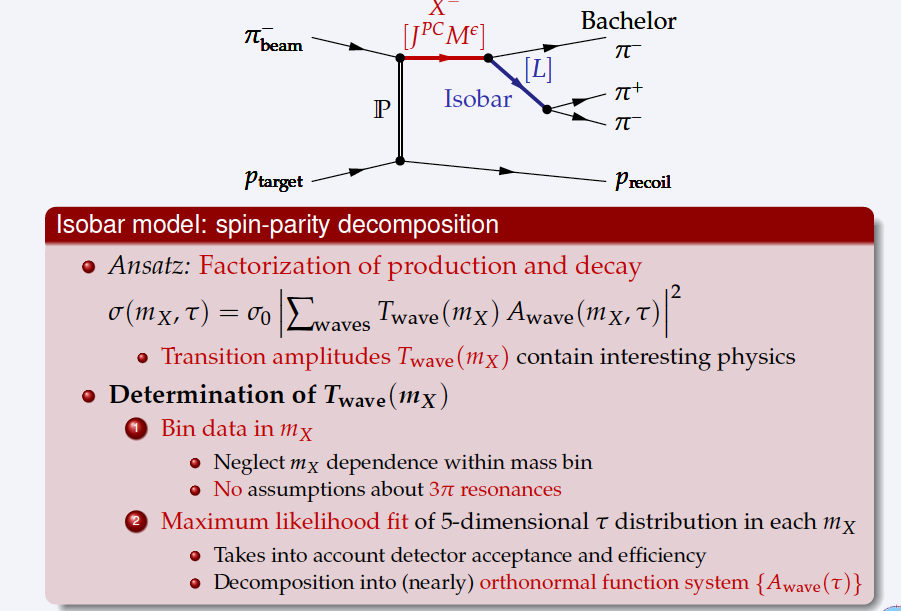 X⁻
π⁻beam
[J^{PC} M^ε]
Bachelor
π⁻
[L]
Isobar
π⁺
ℙ
π⁻
p_target
p_recoil
Isobar model: spin-parity decomposition
Ansatz: Factorization of production and decay
σ(m_X, τ) = σ₀ |∑_waves T_wave(m_X) A_wave(m_X, τ)|²
Transition amplitudes T_wave(m_X) contain interesting physics
Determination of T_wave(m_X)
1 Bin data in m_X
Neglect m_X dependence within mass bin
No assumptions about 3π resonances
2 Maximum likelihood fit of 5-dimensional τ distribution in each m_X
Takes into account detector acceptance and efficiency
Decomposition into (nearly) orthonormal function system {A_wave(τ)}